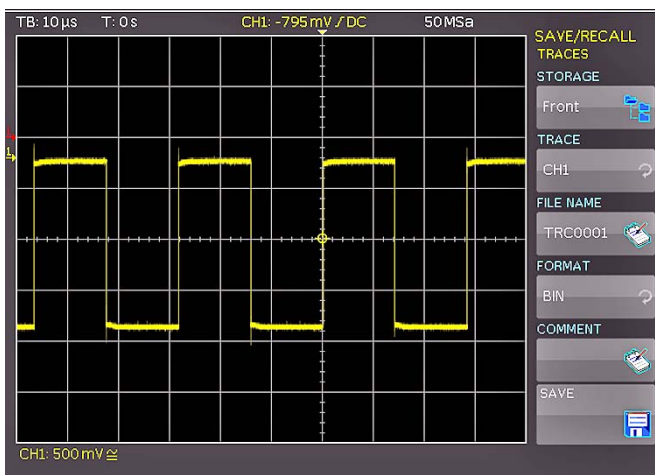 TB: 10 µs T: 0 s CH1: -795 mV ⌠ DC 50 MSa
SAVE/RECALL
TRACES
STORAGE
Front
TRACE
CH1
FILE NAME
TRC0001
FORMAT
BIN
COMMENT
SAVE
1
CH1: 500 mV ≅